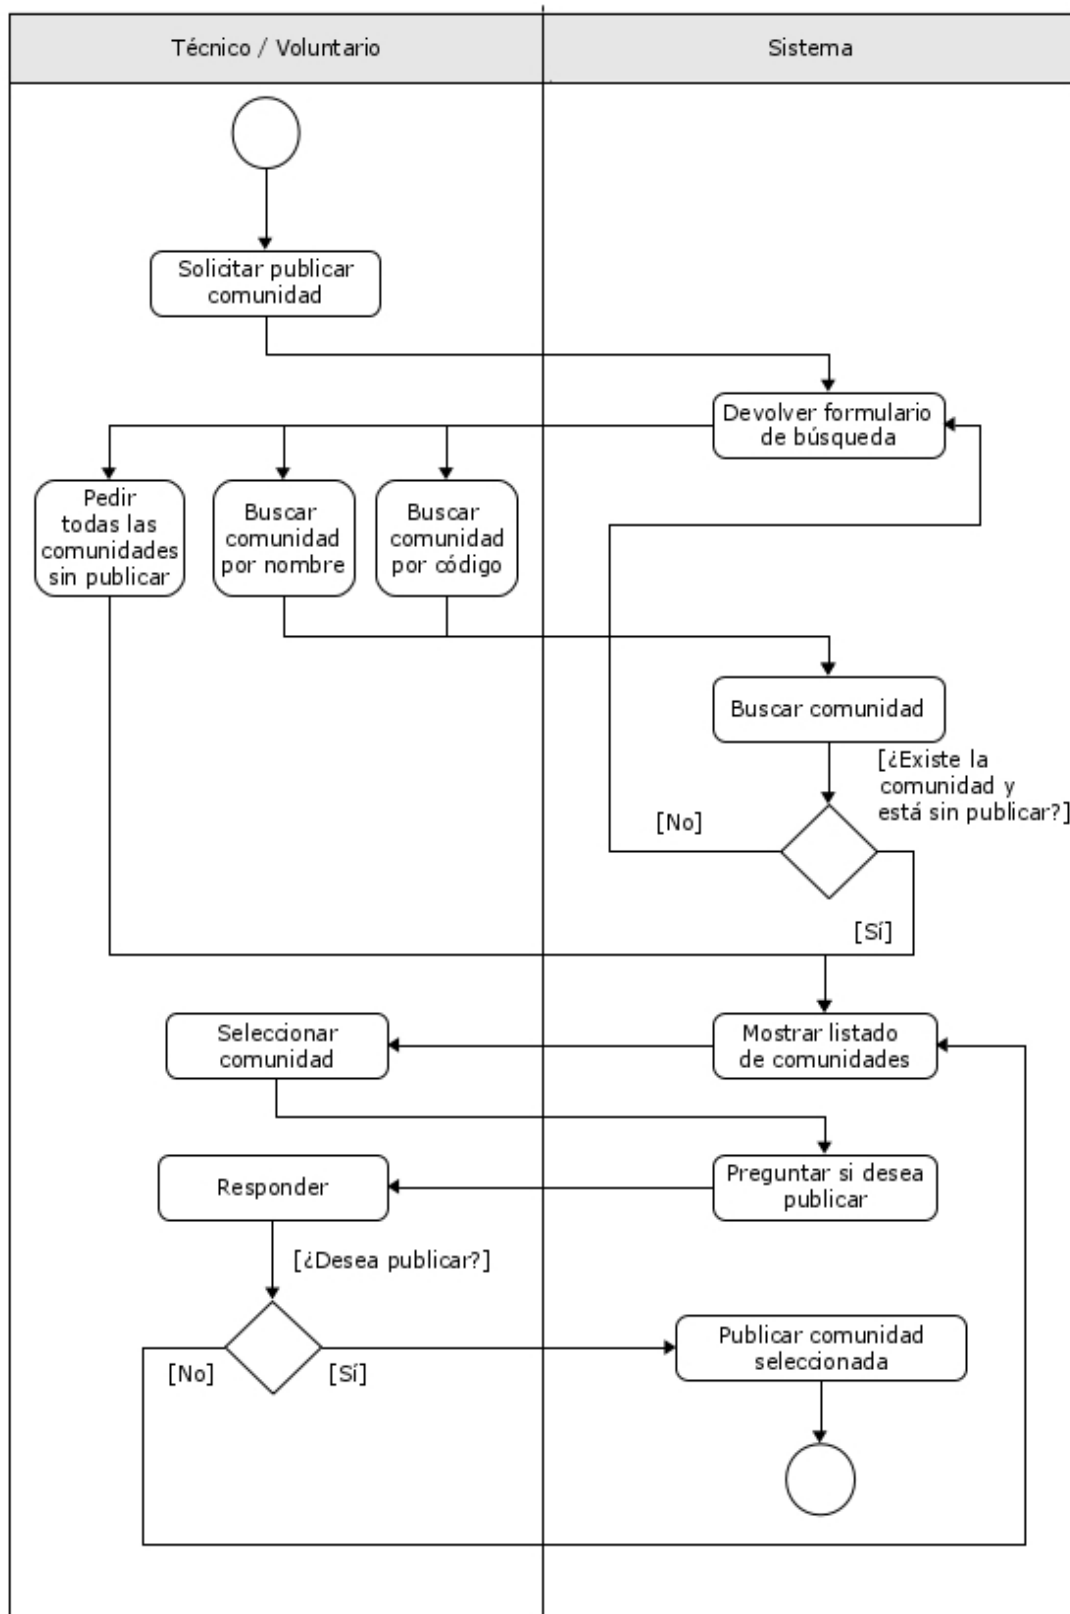 Técnico / Voluntario
Sistema
Solicitar publicar
comunidad
Devolver formulario
de búsqueda
Pedir
todas las
comunidades
sin publicar
Buscar
comunidad
por nombre
Buscar
comunidad
por código
Buscar comunidad
[¿Existe la
comunidad y
está sin publicar?]
[No]
[Sí]
Seleccionar
comunidad
Mostrar listado
de comunidades
Responder
Preguntar si desea
publicar
[¿Desea publicar?]
[No]
[Sí]
Publicar comunidad
seleccionada